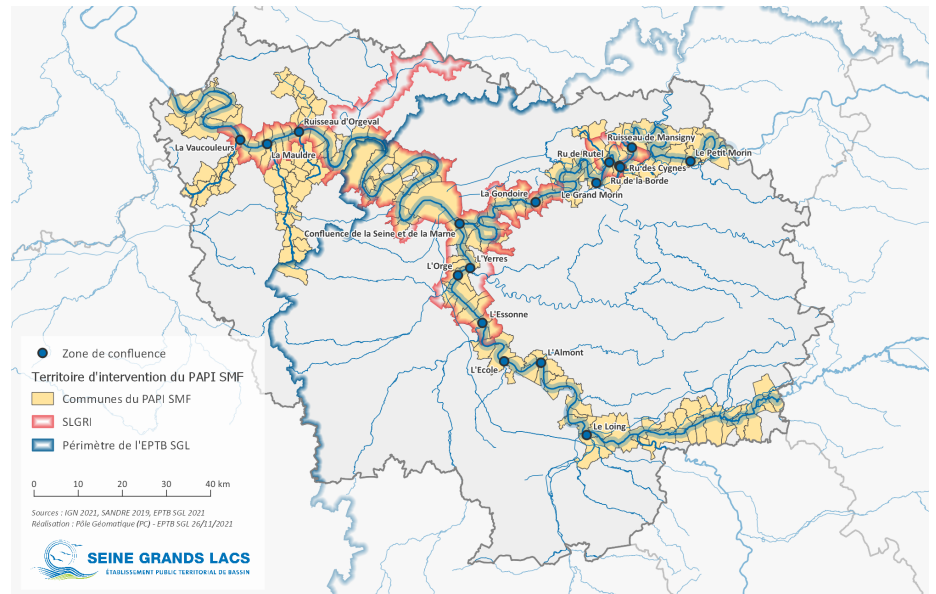 Ruisseau d'Orgeval
La Vaucouleurs
La Mauldre
Ruisseau de Mansigny
Ru de Rutel
Le Petit Morin
Ru des Cygnes
Ru de la Borde
La Gondoire
Le Grand Morin
Confluence de la Seine et de la Marne
L'Yerres
L'Orge
L'Essonne
L'Almont
L'Ecole
Le Loing
Zone de confluence
Territoire d'intervention du PAPI SMF
Communes du PAPI SMF
SLGRI
Périmètre de l'EPTB SGL
0 10 20 30 40 km
Sources : IGN 2021, SANDRE 2019, EPTB SGL 2021
Réalisation : Pôle Géomatique (PC) - EPTB SGL 26/11/2021
SEINE GRANDS LACS
ÉTABLISSEMENT PUBLIC TERRITORIAL DE BASSIN